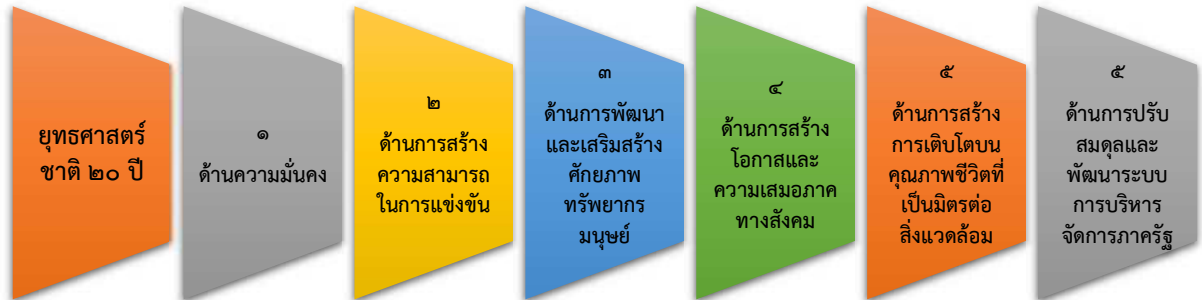 ยุทธศาสตร์
ชาติ ๒๐ ปี
๑
ด้านความมั่นคง
๒
ด้านการสร้าง
ความสามารถ
ในการแข่งขัน
๓
ด้านการพัฒนา
และเสริมสร้าง
ศักยภาพ
ทรัพยากร
มนุษย์
๔
ด้านการสร้าง
โอกาสและ
ความเสมอภาค
ทางสังคม
๕
ด้านการสร้าง
การเติบโตบน
คุณภาพชีวิตที่
เป็นมิตรต่อ
สิ่งแวดล้อม
๕
ด้านการปรับ
สมดุลและ
พัฒนาระบบ
การบริหาร
จัดการภาครัฐ